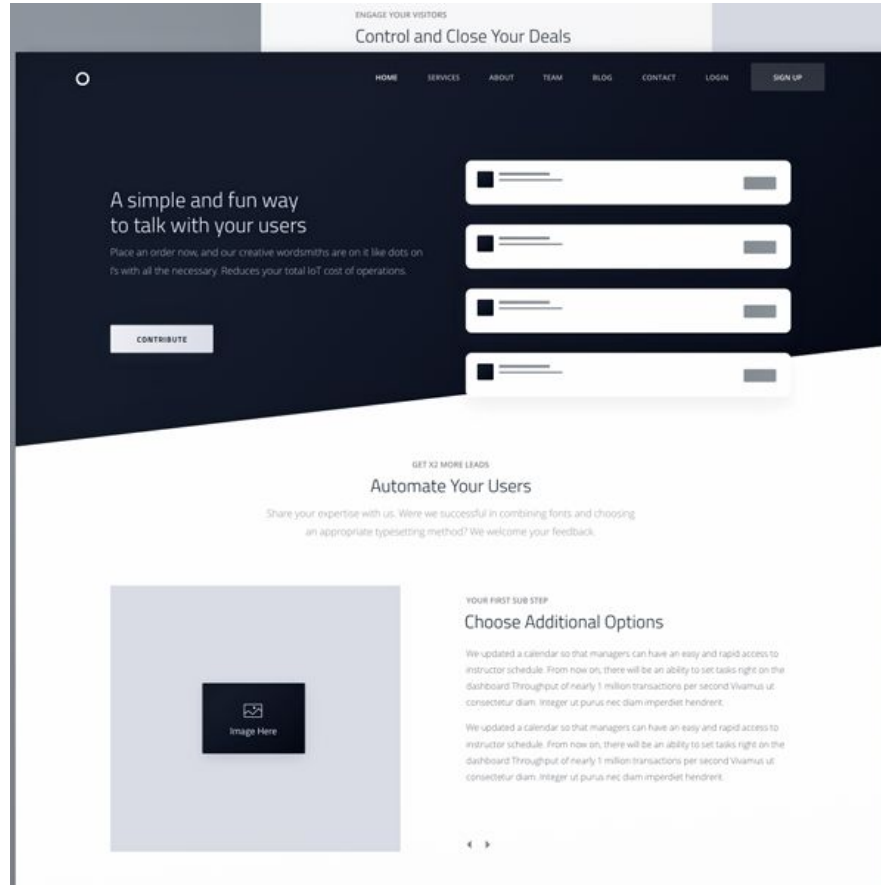 ENGAGE YOUR VISITORS
Control and Close Your Deals
HOME SERVICES ABOUT TEAM BLOG CONTACT LOGIN SIGN UP
A simple and fun way
to talk with your users
Place an order now, and our creative wordsmiths are on it like dots on
I's with all the necessary. Reduces your total IoT cost of operations.
CONTRIBUTE
GET X2 MORE LEADS
Automate Your Users
Share your expertise with us. Were we successful in combining fonts and choosing
an appropriate typesetting method? We welcome your feedback.
YOUR FIRST SUB STEP
Choose Additional Options
We updated a calendar so that managers can have an easy and rapid access to
instructor schedule. From now on, there will be an ability to set tasks right on the
dashboard Throughput of nearly 1 million transactions per second Vivamus ut
consectetur diam. Integer ut purus nec diam imperdiet hendrerit.
We updated a calendar so that managers can have an easy and rapid access to
instructor schedule. From now on, there will be an ability to set tasks right on the
dashboard Throughput of nearly 1 million transactions per second Vivamus ut
consectetur diam. Integer ut purus nec diam imperdiet hendrerit.
Image Here